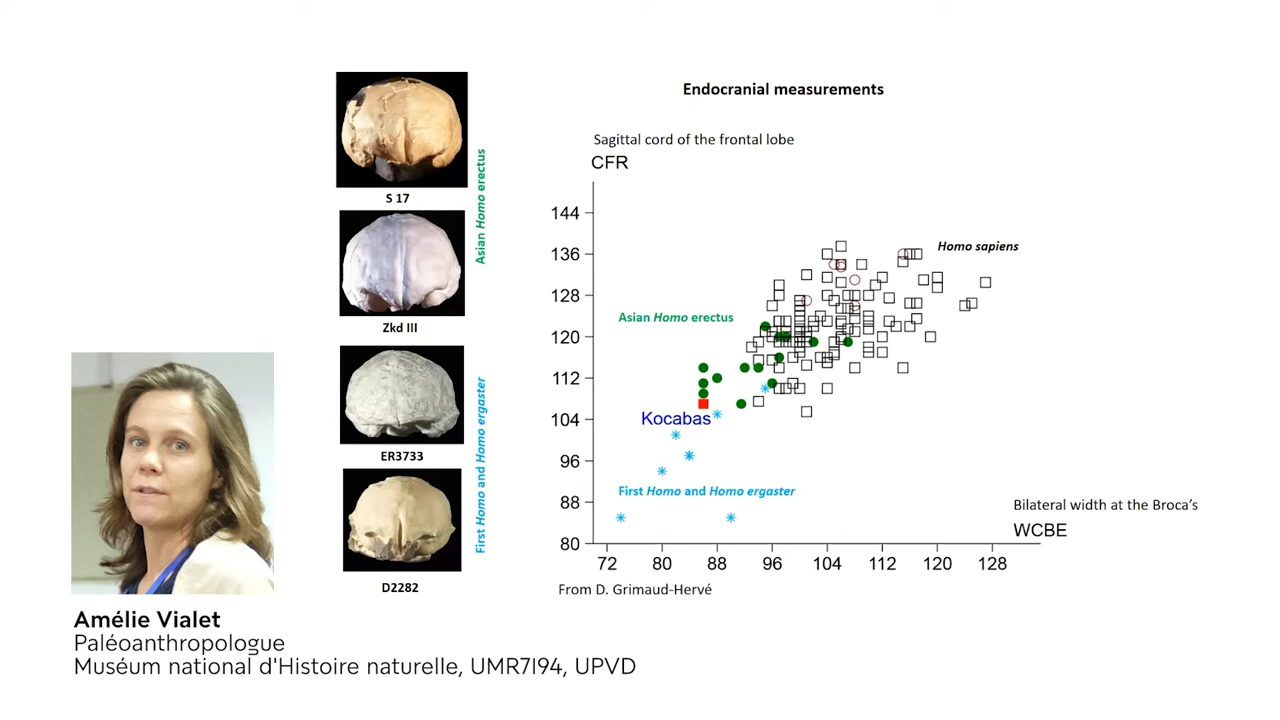 Endocranial measurements
S 17
Zkd III
ER3733
D2282
Asian Homo erectus
First Homo and Homo ergaster
Sagittal cord of the frontal lobe
CFR
144
136
128
120
112
104
96
88
80
Homo sapiens
Asian Homo erectus
Kocabas
First Homo and Homo ergaster
Bilateral width at the Broca's
WCBE
72 80 88 96 104 112 120 128
From D. Grimaud-Hervé
Amélie Vialet
Paléoanthropologue
Muséum national d'Histoire naturelle, UMR7194, UPVD